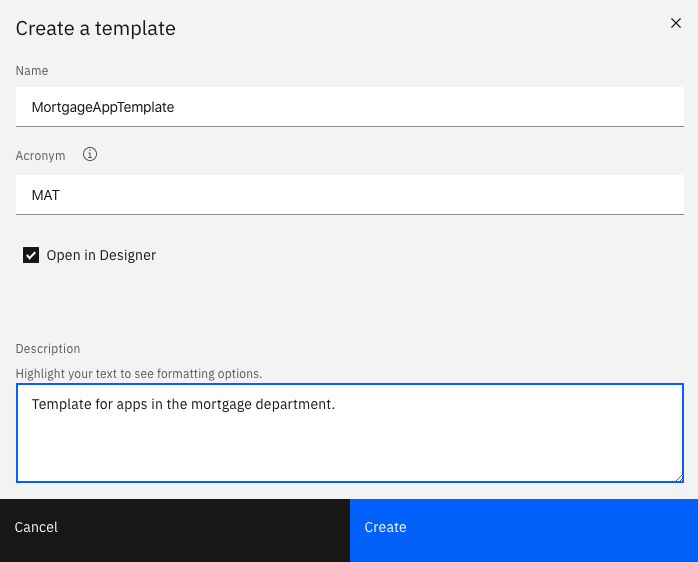 Create a template
Name
MortgageAppTemplate
Acronym
MAT
Open in Designer
Description
Highlight your text to see formatting options.
Template for apps in the mortgage department.
Cancel
Create